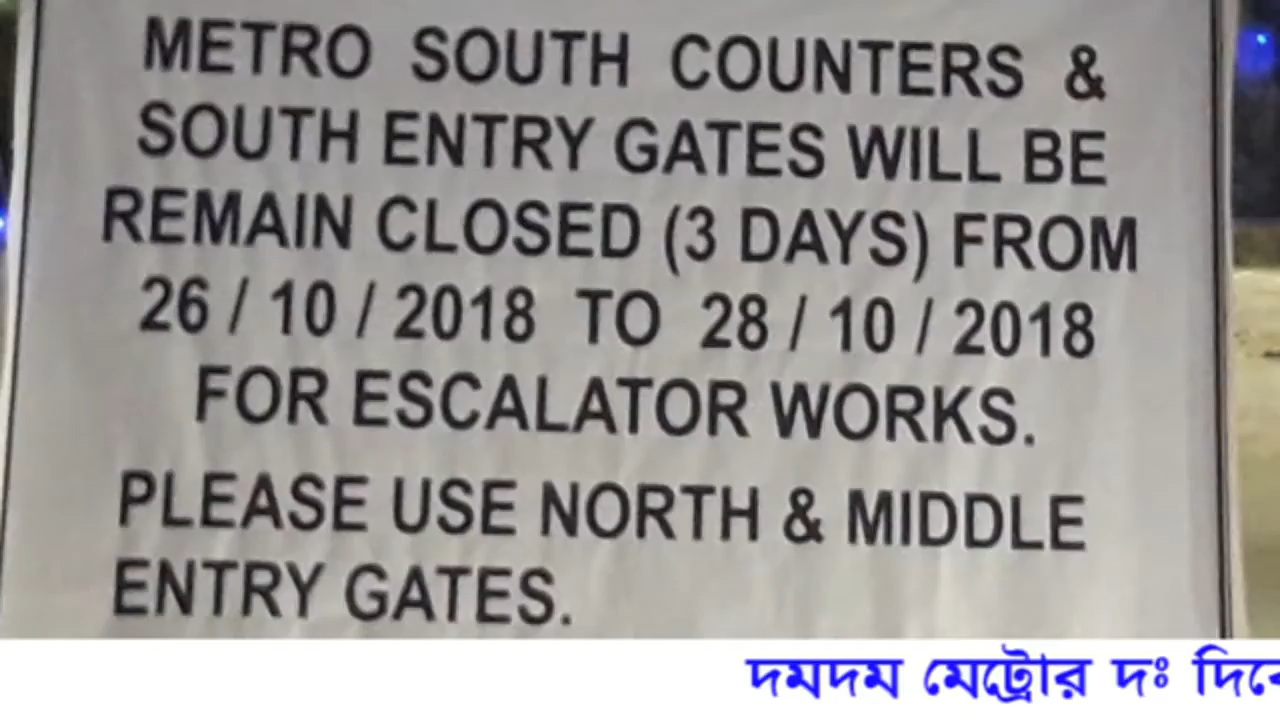 METRO SOUTH COUNTERS &
SOUTH ENTRY GATES WILL BE
REMAIN CLOSED (3 DAYS) FROM
26 / 10 / 2018 TO 28 / 10 / 2018
FOR ESCALATOR WORKS.
PLEASE USE NORTH & MIDDLE
ENTRY GATES.
দমদম মেট্রোর দঃ